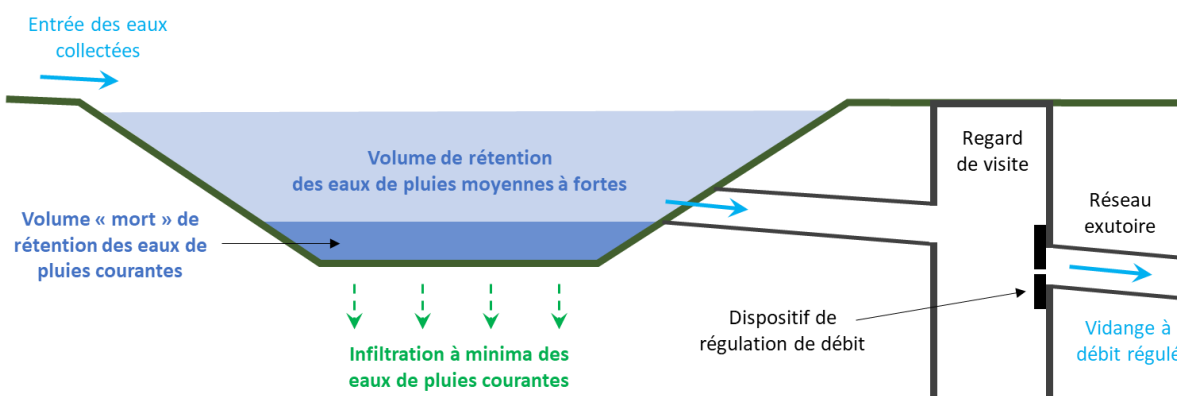 Entrée des eaux
collectées
Volume de rétention
des eaux de pluies moyennes à fortes
Volume « mort » de
rétention des eaux de
pluies courantes
Infiltration à minima des
eaux de pluies courantes
Regard
de visite
Réseau
exutoire
Dispositif de
régulation de débit
Vidange à
débit régulé